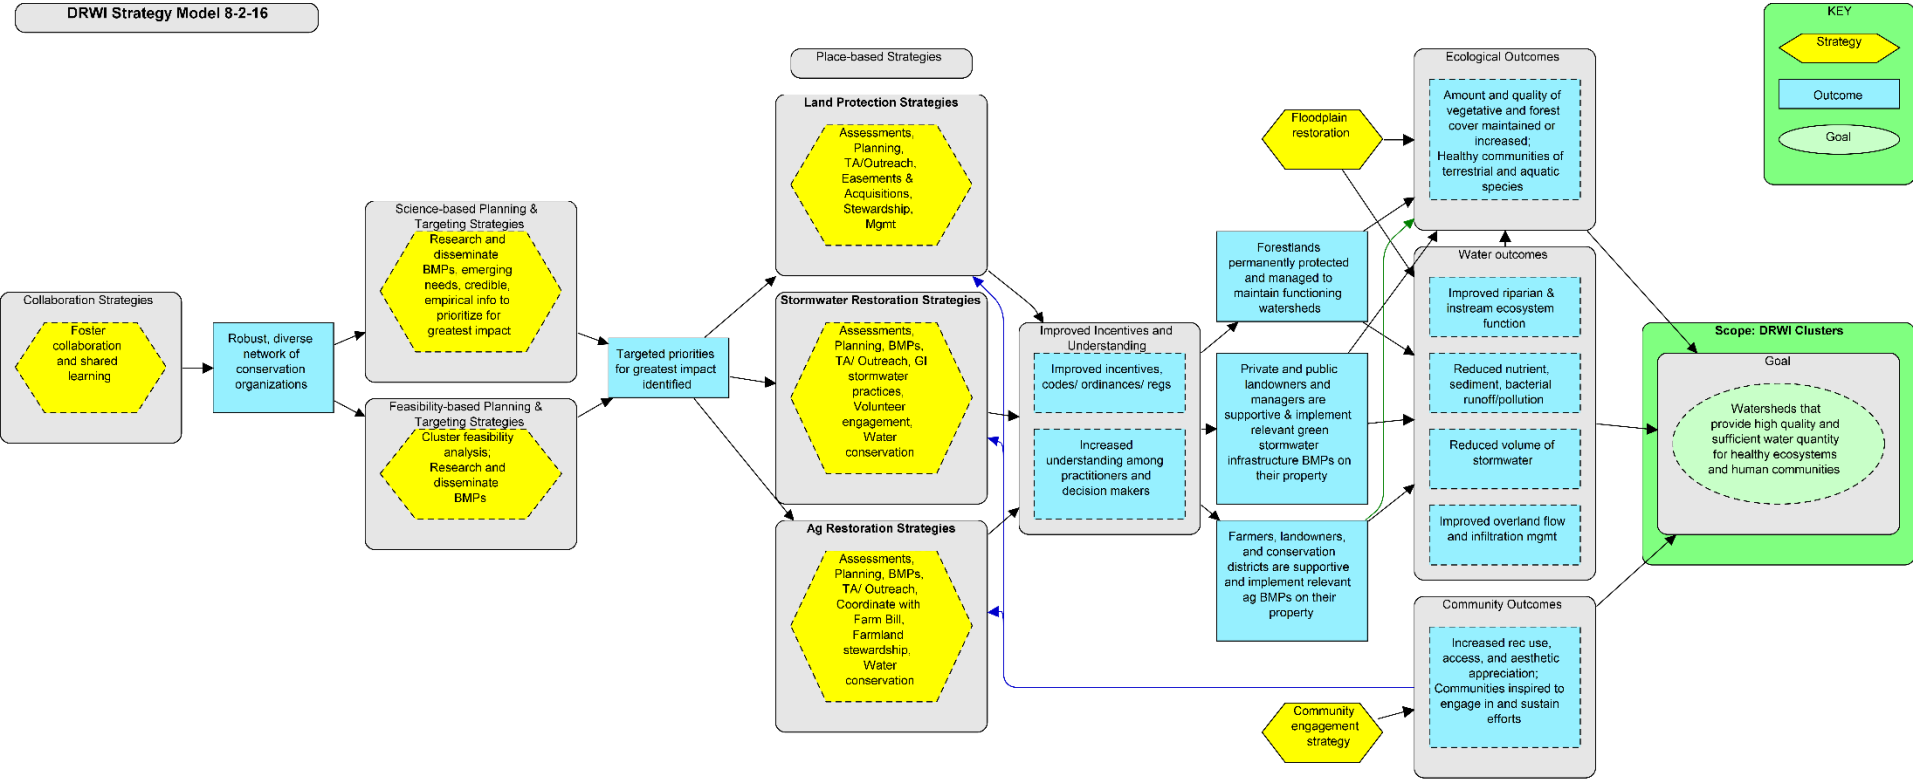 DRWI Strategy Model 8-2-16
KEY
Strategy
Outcome
Goal
Collaboration Strategies
Foster
collaboration
and shared
learning
Robust, diverse
network of
conservation
organizations
Science-based Planning &
Targeting Strategies
Research and
disseminate
BMPs, emerging
needs, credible,
empirical info to
prioritize for
greatest impact
Feasibility-based Planning &
Targeting Strategies
Cluster feasibility
analysis;
Research and
disseminate
BMPs
Targeted priorities
for greatest impact
identified
Place-based Strategies
Land Protection Strategies
Assessments,
Planning,
TA/Outreach,
Easements &
Acquisitions,
Stewardship,
Mgmt
Stormwater Restoration Strategies
Assessments,
Planning, BMPs,
TA/ Outreach, GI
stormwater
practices,
Volunteer
engagement,
Water
conservation
Ag Restoration Strategies
Assessments,
Planning, BMPs,
TA/ Outreach,
Coordinate with
Farm Bill,
Farmland
stewardship,
Water
conservation
Improved Incentives and
Understanding
Improved incentives,
codes/ ordinances/ regs
Increased
understanding among
practitioners and
decision makers
Floodplain
restoration
Forestlands
permanently protected
and managed to
maintain functioning
watersheds
Private and public
landowners and
managers are
supportive & implement
relevant green
stormwater
infrastructure BMPs on
their property
Farmers, landowners,
and conservation
districts are supportive
and implement relevant
ag BMPs on their
property
Community
engagement
strategy
Ecological Outcomes
Amount and quality of
vegetative and forest
cover maintained or
increased;
Healthy communities of
terrestrial and aquatic
species
Water outcomes
Improved riparian &
instream ecosystem
function
Reduced nutrient,
sediment, bacterial
runoff/pollution
Reduced volume of
stormwater
Improved overland flow
and infiltration mgmt
Community Outcomes
Increased rec use,
access, and aesthetic
appreciation;
Communities inspired to
engage in and sustain
efforts
Scope: DRWI Clusters
Goal
Watersheds that
provide high quality and
sufficient water quantity
for healthy ecosystems
and human communities